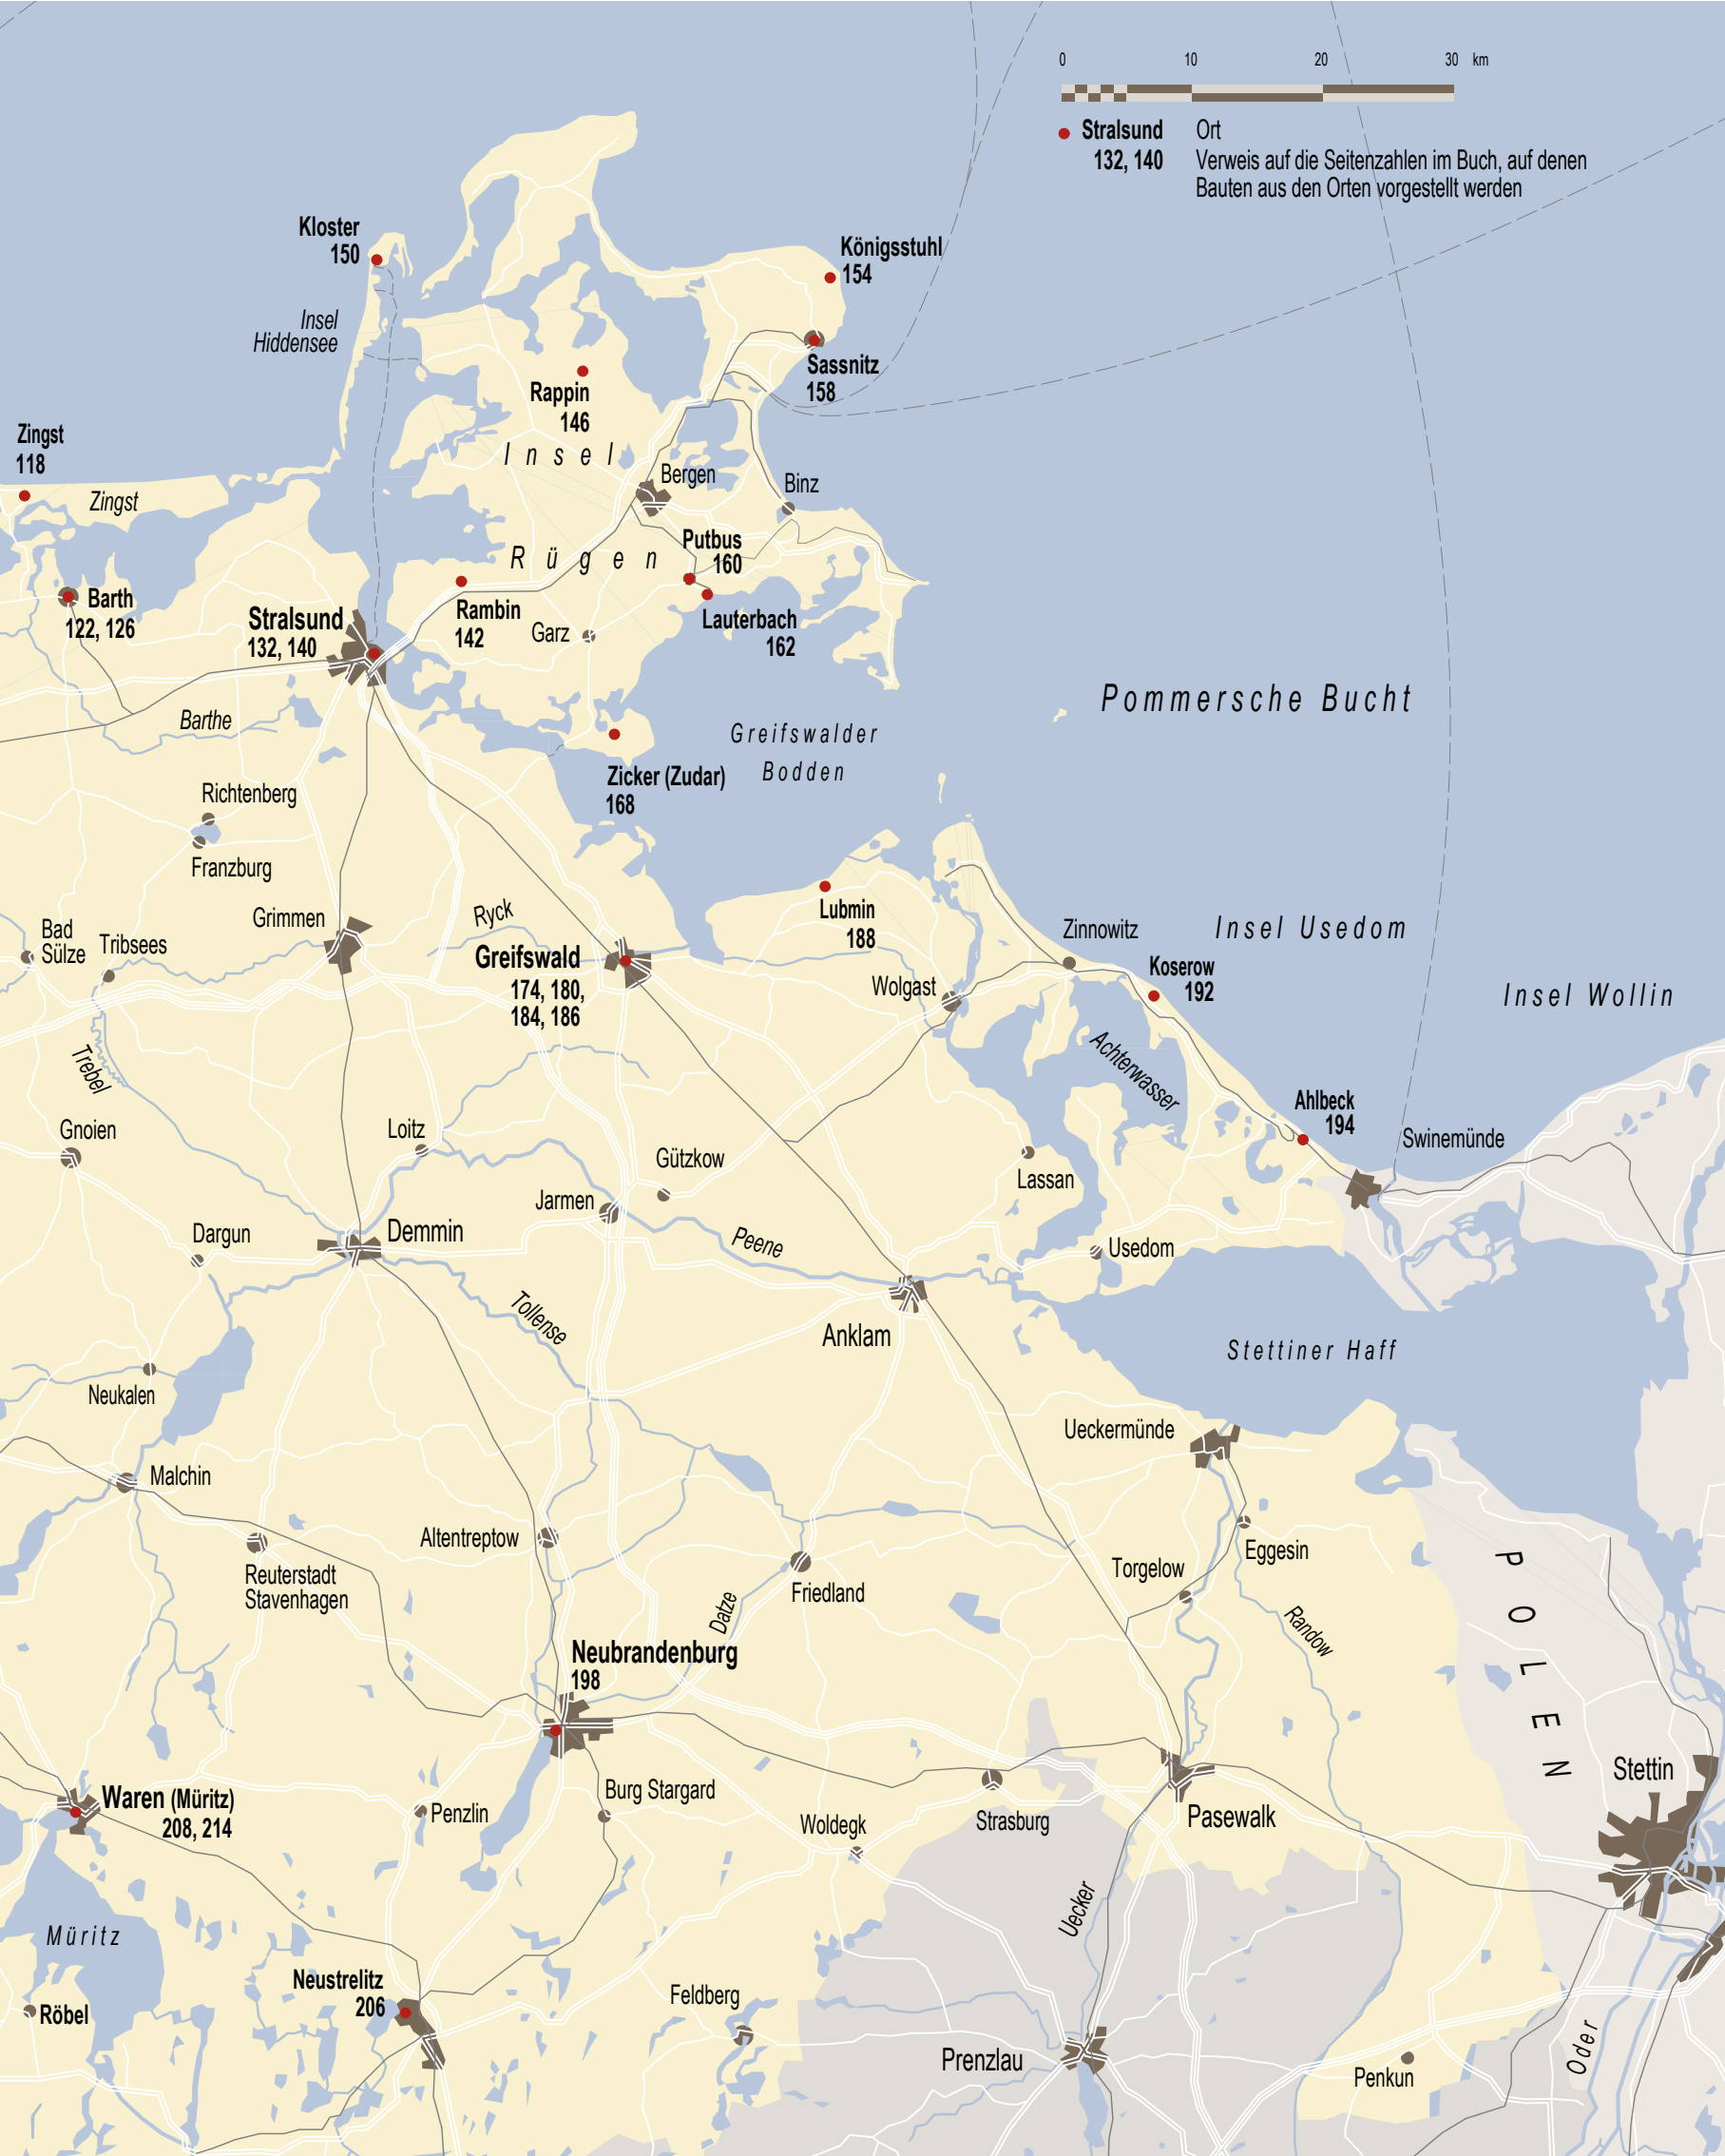 0 10 20 30 km
Stralsund Ort
132, 140 Verweis auf die Seitenzahlen im Buch, auf denen
Bauten aus den Orten vorgestellt werden
Kloster
150
Königsstuhl
154
Insel
Hiddensee
Sassnitz
158
Rappin
146
Zingst
118
Insel
Bergen
Binz
Zingst
Putbus
160
Rügen
Barth
122, 126
Stralsund
132, 140
Rambin
142
Garz
Lauterbach
162
Pommersche Bucht
Barthe
Greifswalder
Bodden
Zicker (Zudar)
168
Richtenberg
Franzburg
Grimmen
Ryck
Lubmin
188
Zinnowitz
Insel Usedom
Bad
Sülze
Tribsees
Greifswald
174, 180,
184, 186
Koserow
192
Wolgast
Insel Wollin
Trebel
Achterwasser
Ahlbeck
194
Gnoien
Loitz
Swinemünde
Gützkow
Lassan
Jarmen
Dargun
Demmin
Peene
Usedom
Tollense
Anklam
Stettiner Haff
Neukalen
Ueckermünde
Malchin
Altentreptow
Eggesin
Torgelow
Reuterstadt
Stavenhagen
Friedland
Datze
Randow
POLEN
Neubrandenburg
198
Stettin
Waren (Müritz)
208, 214
Penzlin
Burg Stargard
Woldegk
Strasburg
Pasewalk
Uecker
Müritz
Neustrelitz
206
Röbel
Feldberg
Prenzlau
Penkun
Oder